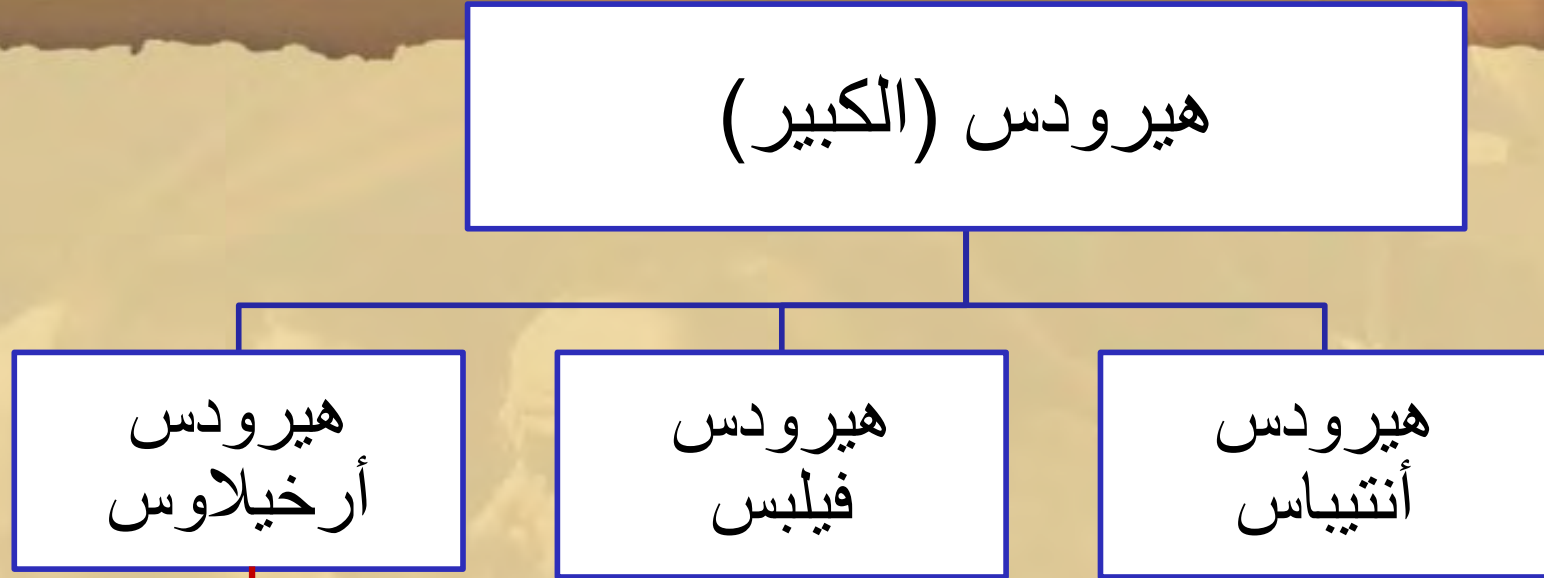 هيرودس (الكبير)
هيرودس
أنتيباس
هيرودس
فيلبس
هيرودس
أرخيلاوس